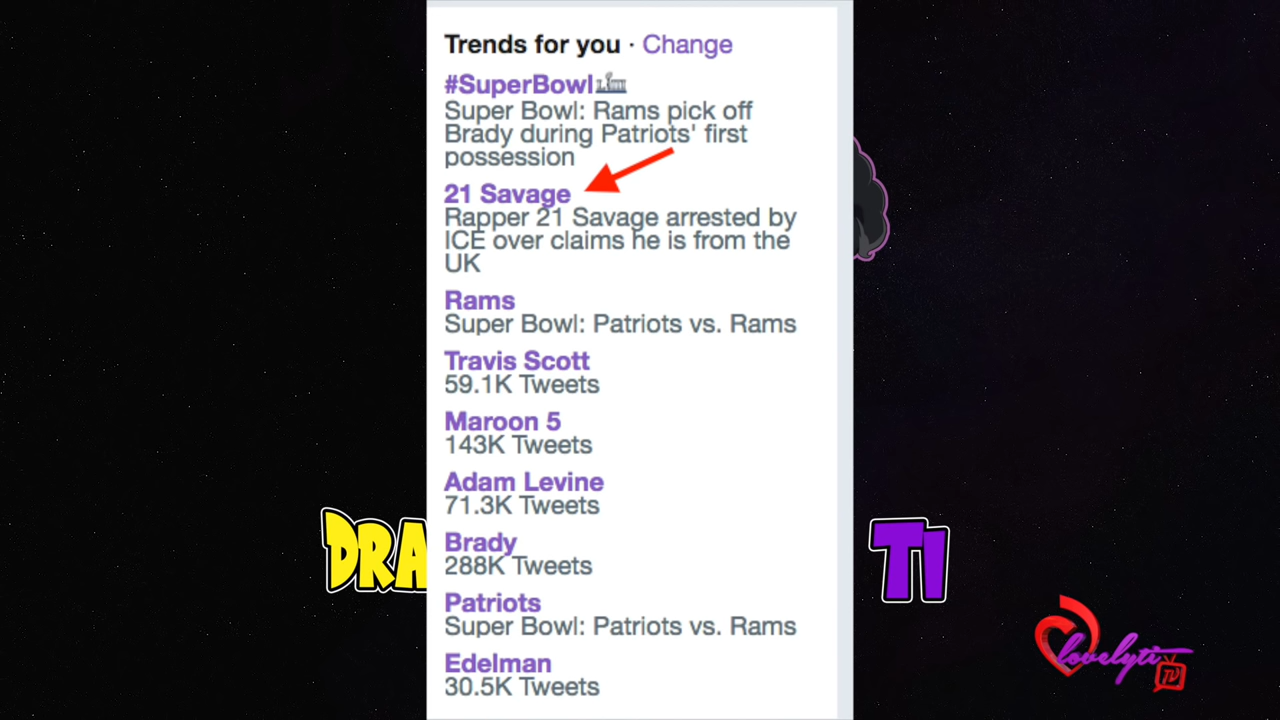 Trends for you · Change
#SuperBowl
Super Bowl: Rams pick off
Brady during Patriots' first
possession
21 Savage
Rapper 21 Savage arrested by
ICE over claims he is from the
UK
Rams
Super Bowl: Patriots vs. Rams
Travis Scott
59.1K Tweets
Maroon 5
143K Tweets
Adam Levine
71.3K Tweets
Brady
288K Tweets
Patriots
Super Bowl: Patriots vs. Rams
Edelman
30.5K Tweets
DRA
TI
lovelyti
TV